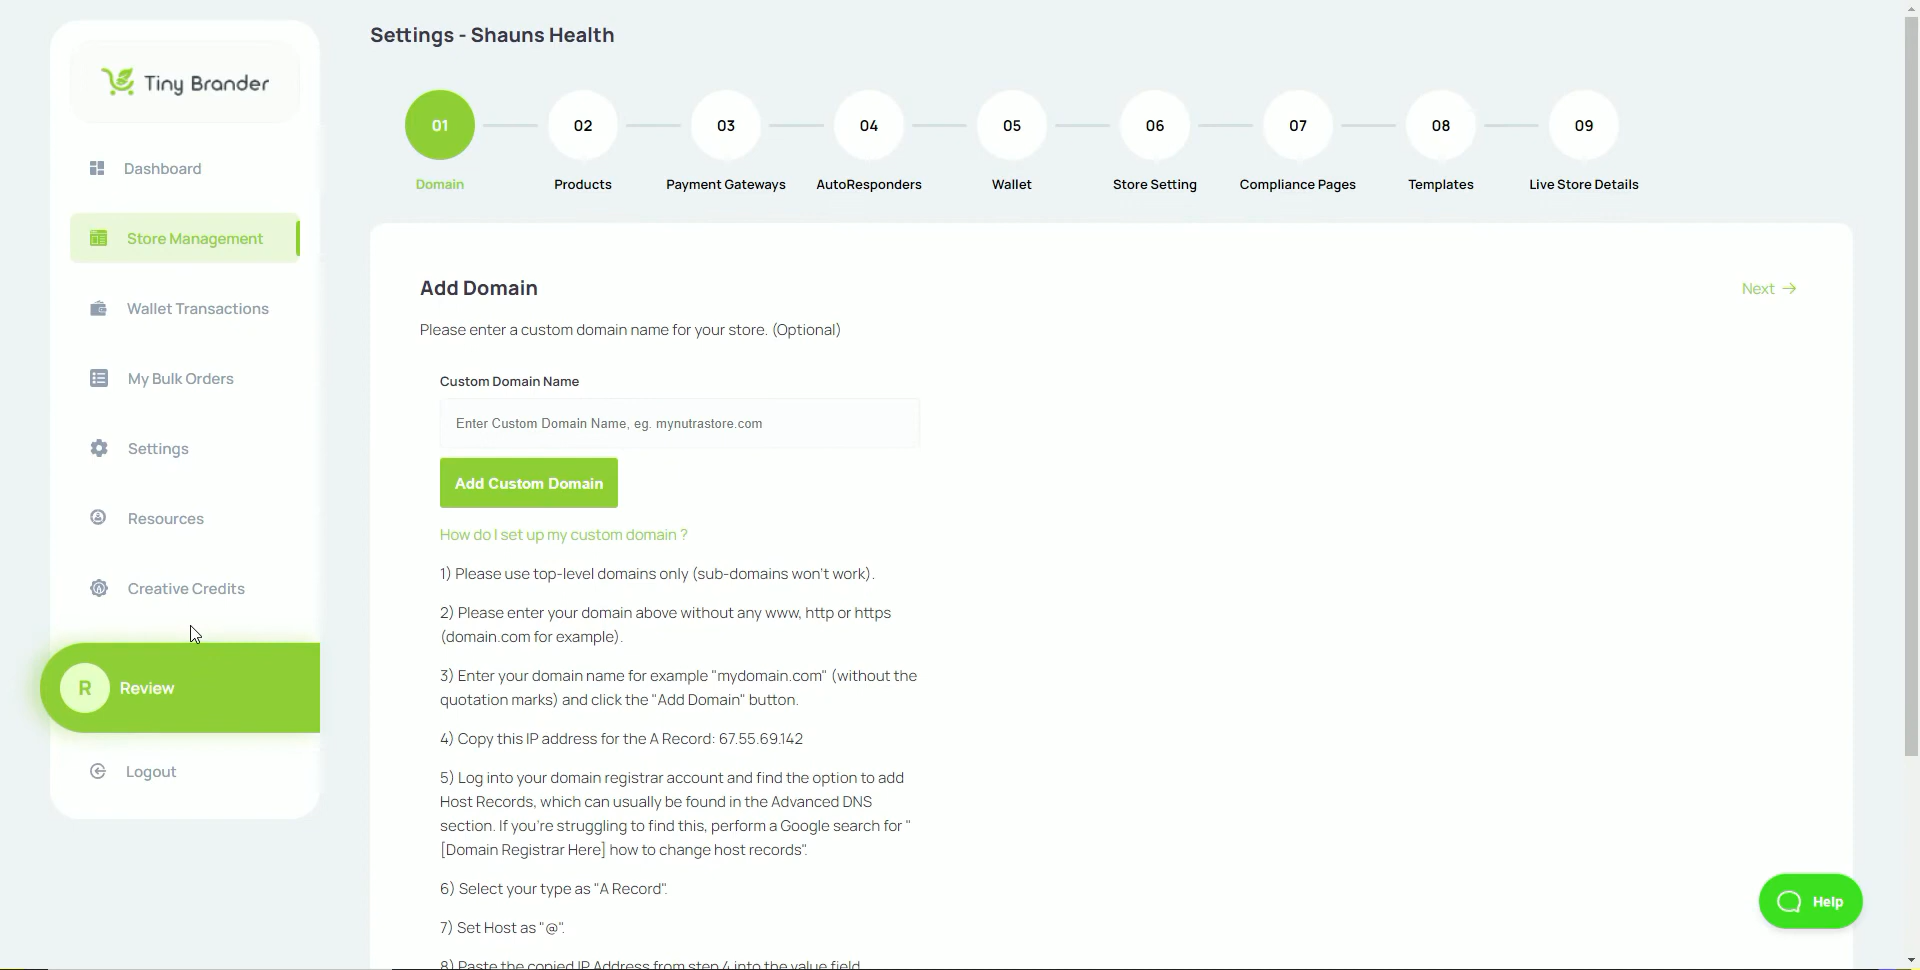 Settings - Shauns Health
Tiny Brander
Dashboard
Store Management
Wallet Transactions
My Bulk Orders
Settings
Resources
Creative Credits
R
Review
Logout
01
02
03
04
05
06
07
08
09
Domain
Products
Payment Gateways
AutoResponders
Wallet
Store Setting
Compliance Pages
Templates
Live Store Details
Add Domain
Next →
Please enter a custom domain name for your store. (Optional)
Custom Domain Name
Enter Custom Domain Name, eg. mynutrastore.com
Add Custom Domain
How do I set up my custom domain ?
1) Please use top-level domains only (sub-domains won't work).
2) Please enter your domain above without any www, http or https
(domain.com for example).
3) Enter your domain name for example "mydomain.com" (without the
quotation marks) and click the "Add Domain" button.
4) Copy this IP address for the A Record: 67.55.69.142
5) Log into your domain registrar account and find the option to add
Host Records, which can usually be found in the Advanced DNS
section. If you're struggling to find this, perform a Google search for "
[Domain Registrar Here] how to change host records".
6) Select your type as "A Record".
7) Set Host as "@".
8) Paste the copied IP Address from step 4 into the value field
Help